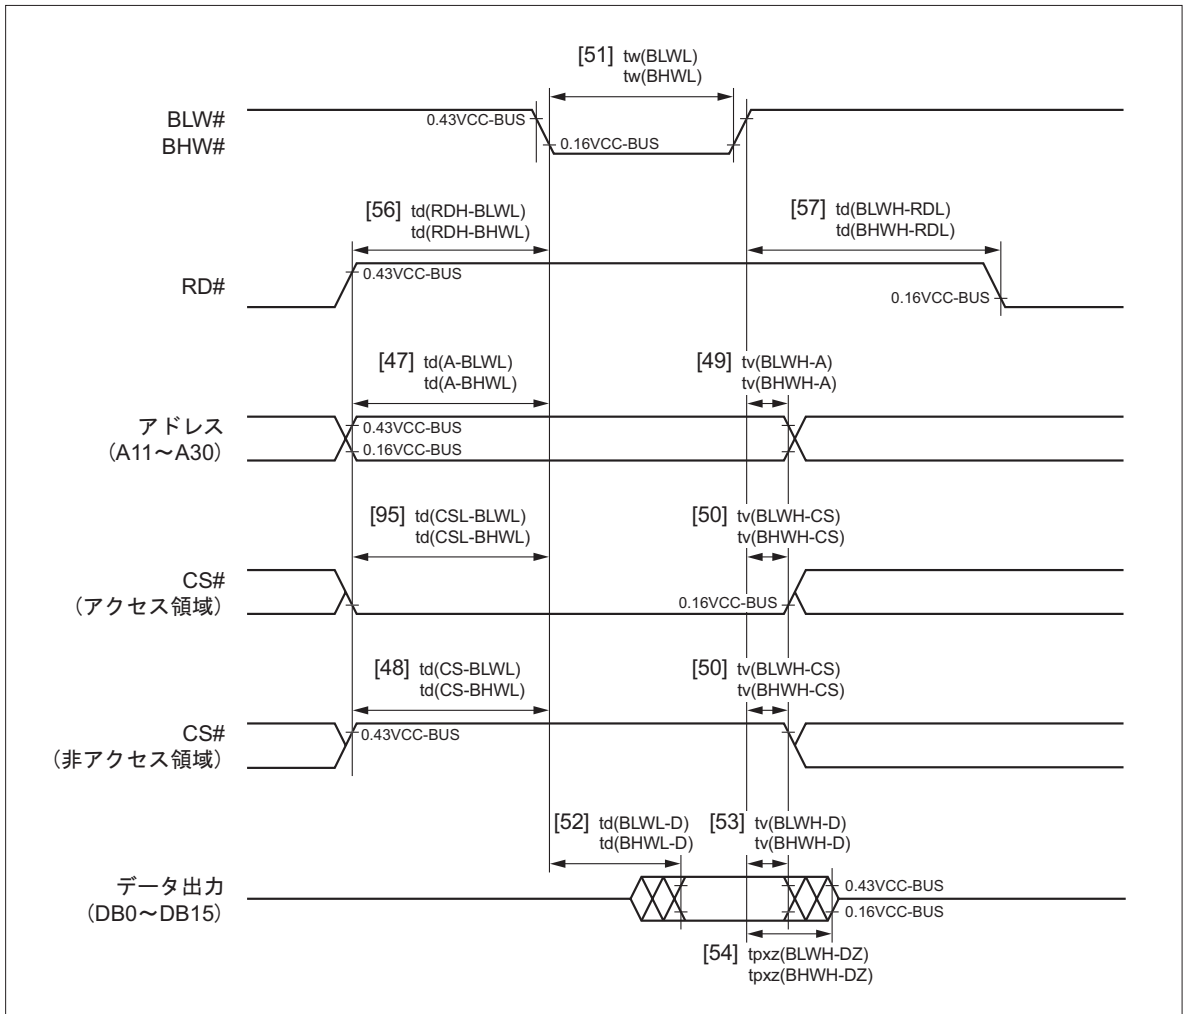 [51] tw(BLWL)
tw(BHWL)
BLW#
BHW#
0.43VCC-BUS
0.16VCC-BUS
[56] td(RDH-BLWL)
td(RDH-BHWL)
[57] td(BLWH-RDL)
td(BHWH-RDL)
RD#
0.43VCC-BUS
0.16VCC-BUS
[47] td(A-BLWL)
td(A-BHWL)
[49] tv(BLWH-A)
tv(BHWH-A)
アドレス
（A11～A30）
0.43VCC-BUS
0.16VCC-BUS
[95] td(CSL-BLWL)
td(CSL-BHWL)
[50] tv(BLWH-CS)
tv(BHWH-CS)
CS#
（アクセス領域）
0.16VCC-BUS
[48] td(CS-BLWL)
td(CS-BHWL)
[50] tv(BLWH-CS)
tv(BHWH-CS)
CS#
（非アクセス領域）
0.43VCC-BUS
[52] td(BLWL-D)
td(BHWL-D)
[53] tv(BLWH-D)
tv(BHWH-D)
データ出力
（DB0～DB15）
0.43VCC-BUS
0.16VCC-BUS
[54] tpxz(BLWH-DZ)
tpxz(BHWH-DZ)